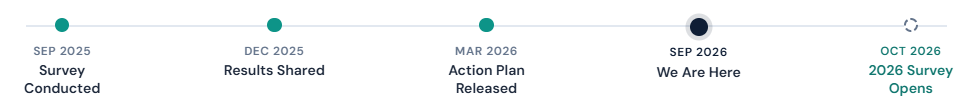 SEP 2025
Survey
Conducted
DEC 2025
Results Shared
MAR 2026
Action Plan
Released
SEP 2026
We Are Here
OCT 2026
2026 Survey
Opens